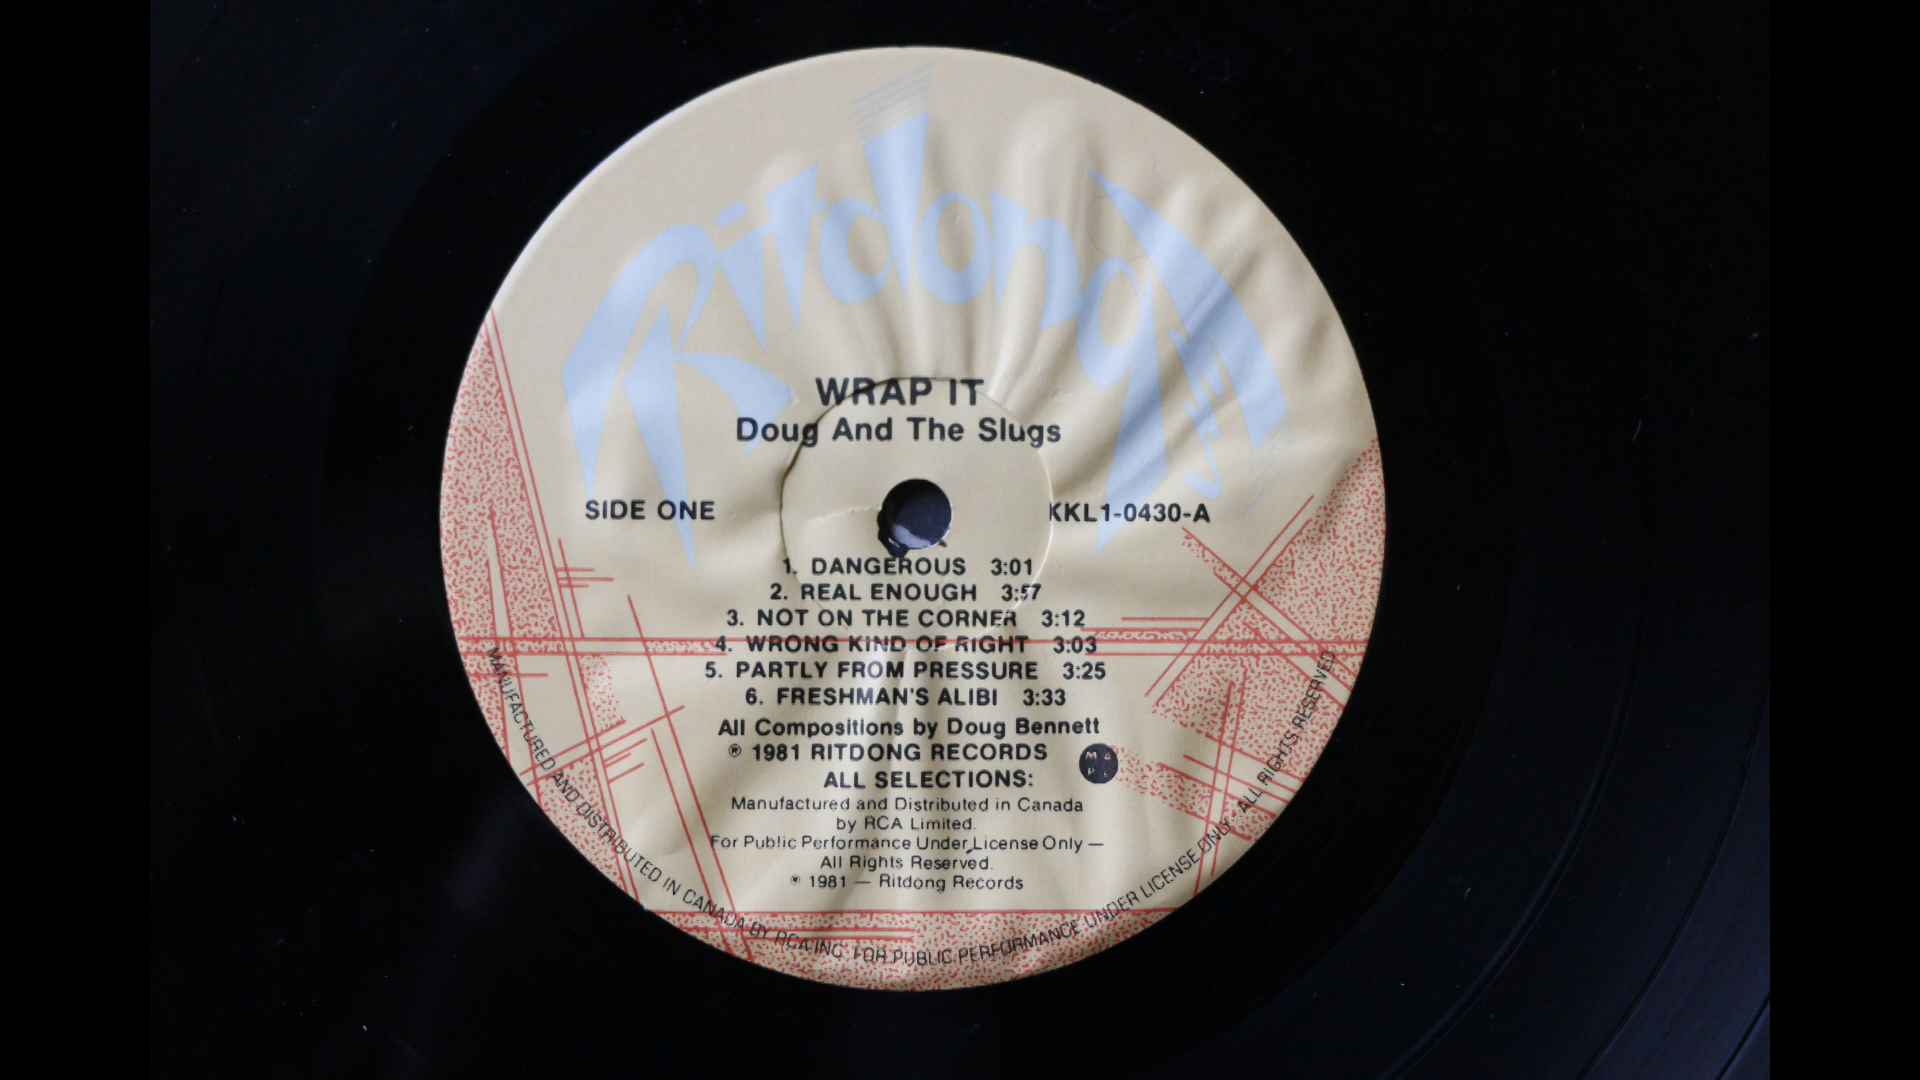 Ritdong
WRAP IT
Doug And The Slugs
SIDE ONE
KKL1-0430-A
1. DANGEROUS 3:01
2. REAL ENOUGH 3:57
3. NOT ON THE CORNER 3:12
4. WRONG KIND OF RIGHT 3:03
5. PARTLY FROM PRESSURE 3:25
6. FRESHMAN'S ALIBI 3:33
All Compositions by Doug Bennett
℗ 1981 RITDONG RECORDS
ALL SELECTIONS:
Manufactured and Distributed in Canada
by RCA Limited.
For Public Performance Under License Only —
All Rights Reserved.
℗ 1981 — Ritdong Records
MAPL
MANUFACTURED AND DISTRIBUTED IN CANADA BY RCA INC. FOR PUBLIC PERFORMANCE UNDER LICENSE ONLY. ALL RIGHTS RESERVED